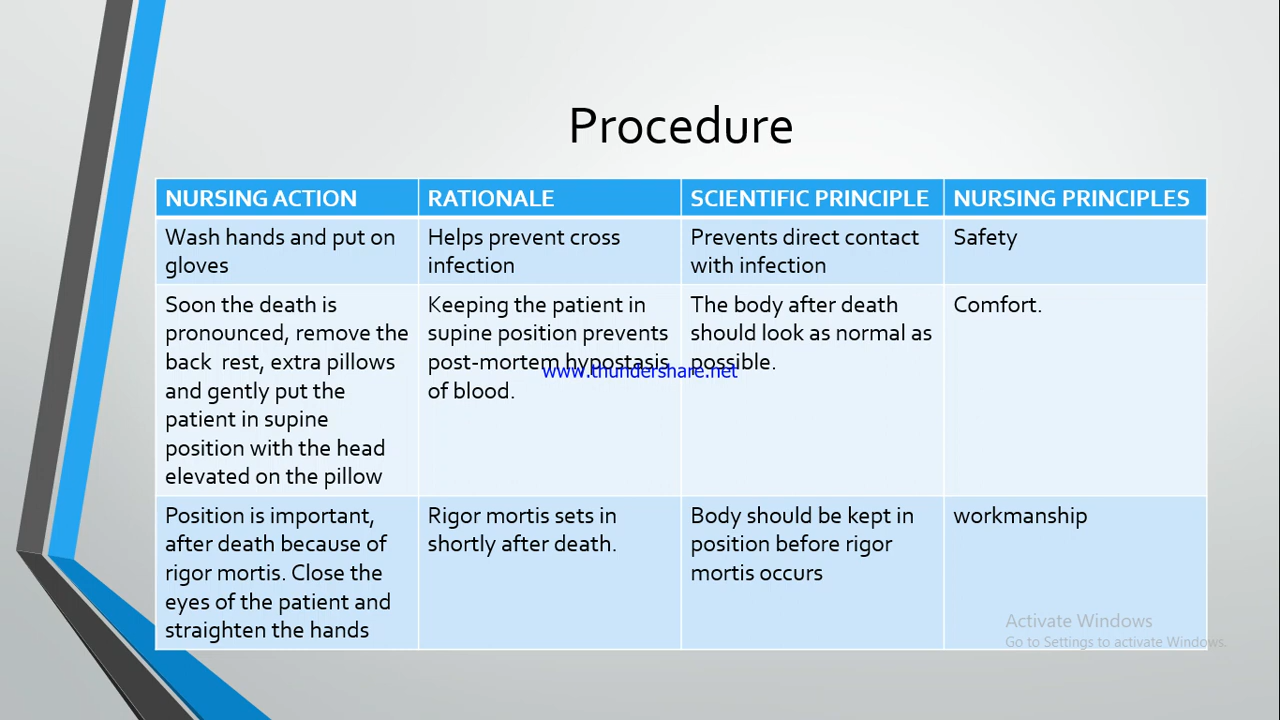 Procedure
NURSING ACTION
RATIONALE
SCIENTIFIC PRINCIPLE
NURSING PRINCIPLES
Wash hands and put on
gloves
Helps prevent cross
infection
Prevents direct contact
with infection
Safety
Soon the death is
pronounced, remove the
back  rest, extra pillows
and gently put the
patient in supine
position with the head
elevated on the pillow
Keeping the patient in
supine position prevents
post-mortem hypostasis
of blood.
The body after death
should look as normal as
possible.
Comfort.
www.thundershare.net
Position is important,
after death because of
rigor mortis. Close the
eyes of the patient and
straighten the hands
Rigor mortis sets in
shortly after death.
Body should be kept in
position before rigor
mortis occurs
workmanship
Activate Windows
Go to Settings to activate Windows.